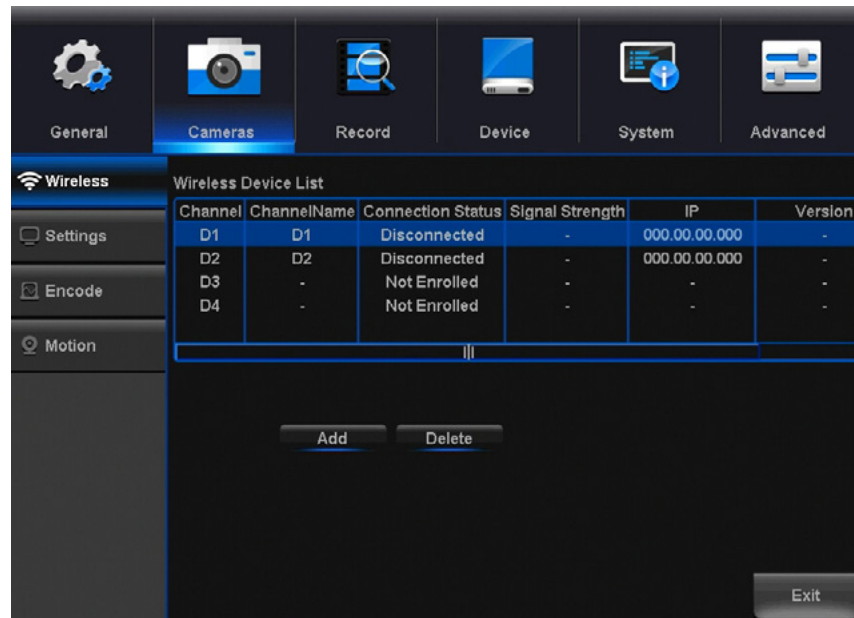 General Cameras Record Device System Advanced
Wireless
Settings
Encode
Motion
Wireless Device List
Channel ChannelName Connection Status Signal Strength IP Version
D1 D1 Disconnected - 000.00.00.000 -
D2 D2 Disconnected - 000.00.00.000 -
D3 - Not Enrolled - - -
D4 - Not Enrolled - - -
Add Delete
Exit